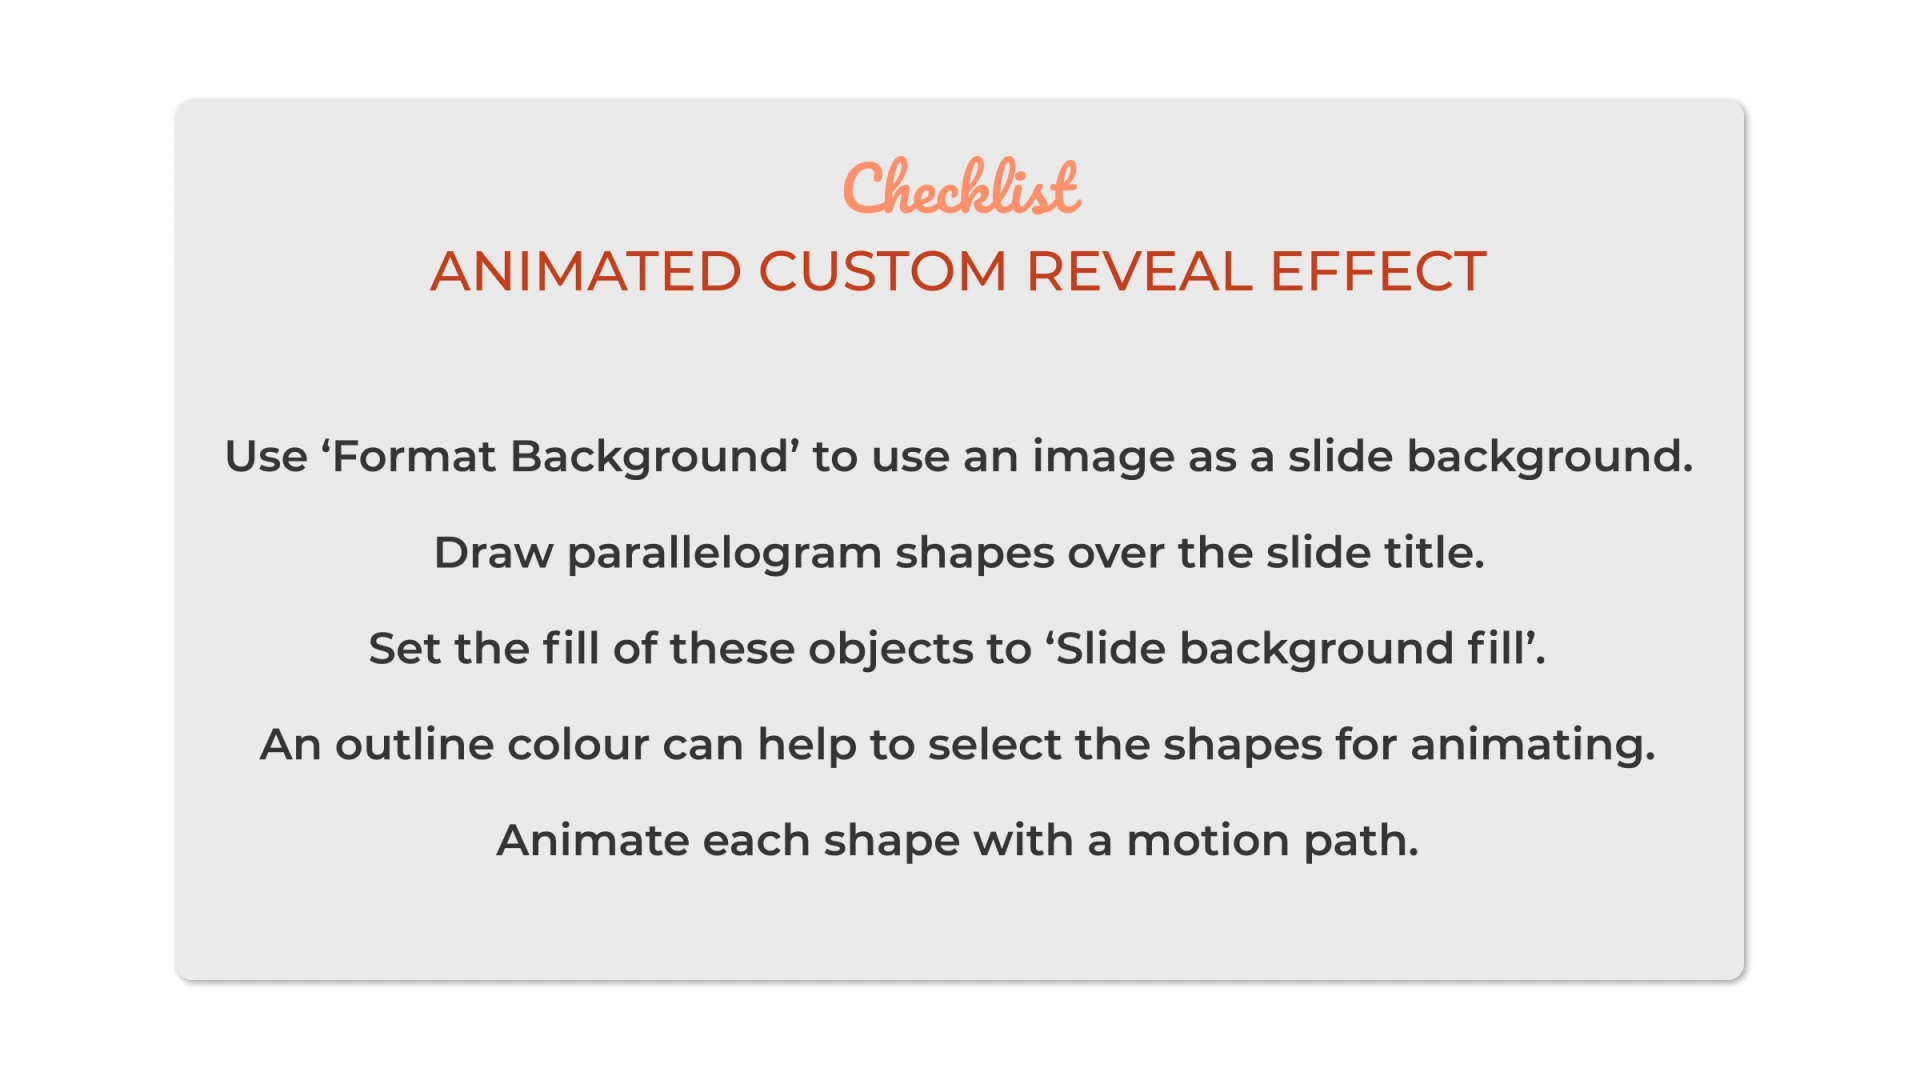 Checklist
ANIMATED CUSTOM REVEAL EFFECT
Use ‘Format Background’ to use an image as a slide background.
Draw parallelogram shapes over the slide title.
Set the fill of these objects to ‘Slide background fill’.
An outline colour can help to select the shapes for animating.
Animate each shape with a motion path.